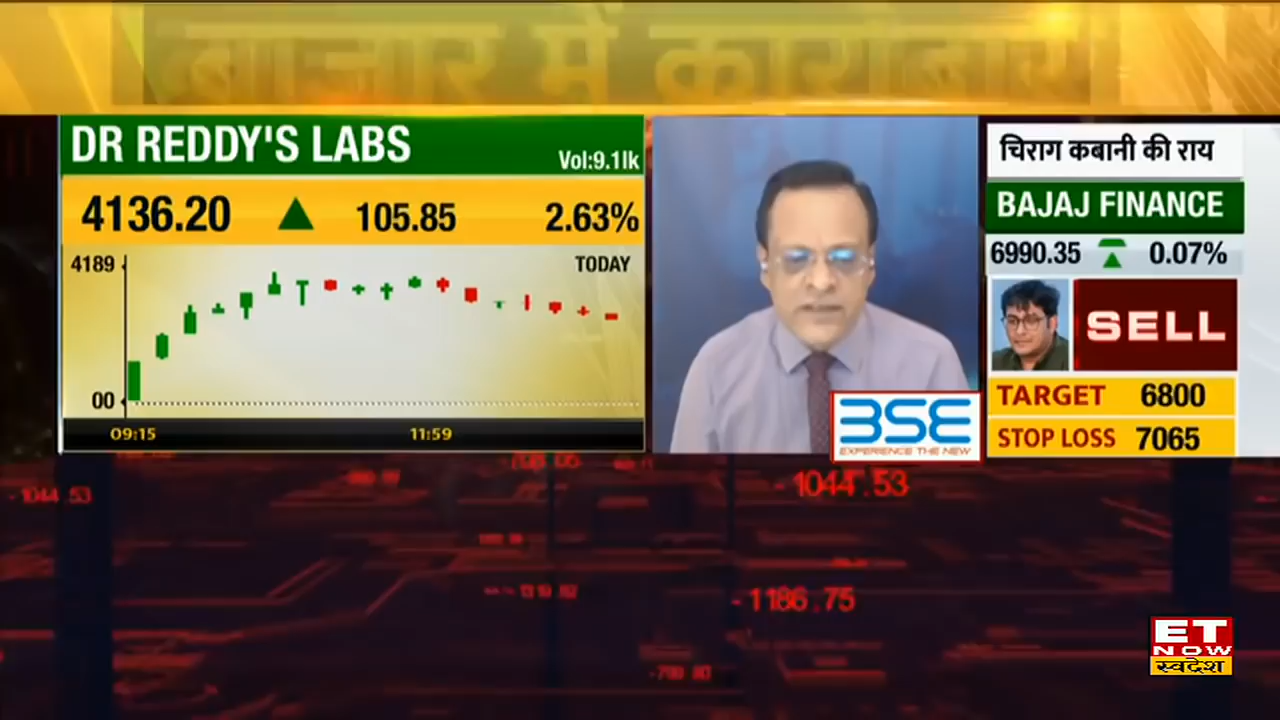 बाज़ार में कारोबार
DR REDDY'S LABS
Vol:9.1lk
4136.20 ▲ 105.85 2.63%
4189
TODAY
00
09:15 11:59
BSE
EXPERIENCE THE NEW
चिराग कबानी की राय
BAJAJ FINANCE
6990.35 ▲ 0.07%
SELL
TARGET 6800
STOP LOSS 7065
-1044.53
-1044.53
-1186.75
ET
NOW
स्वदेश